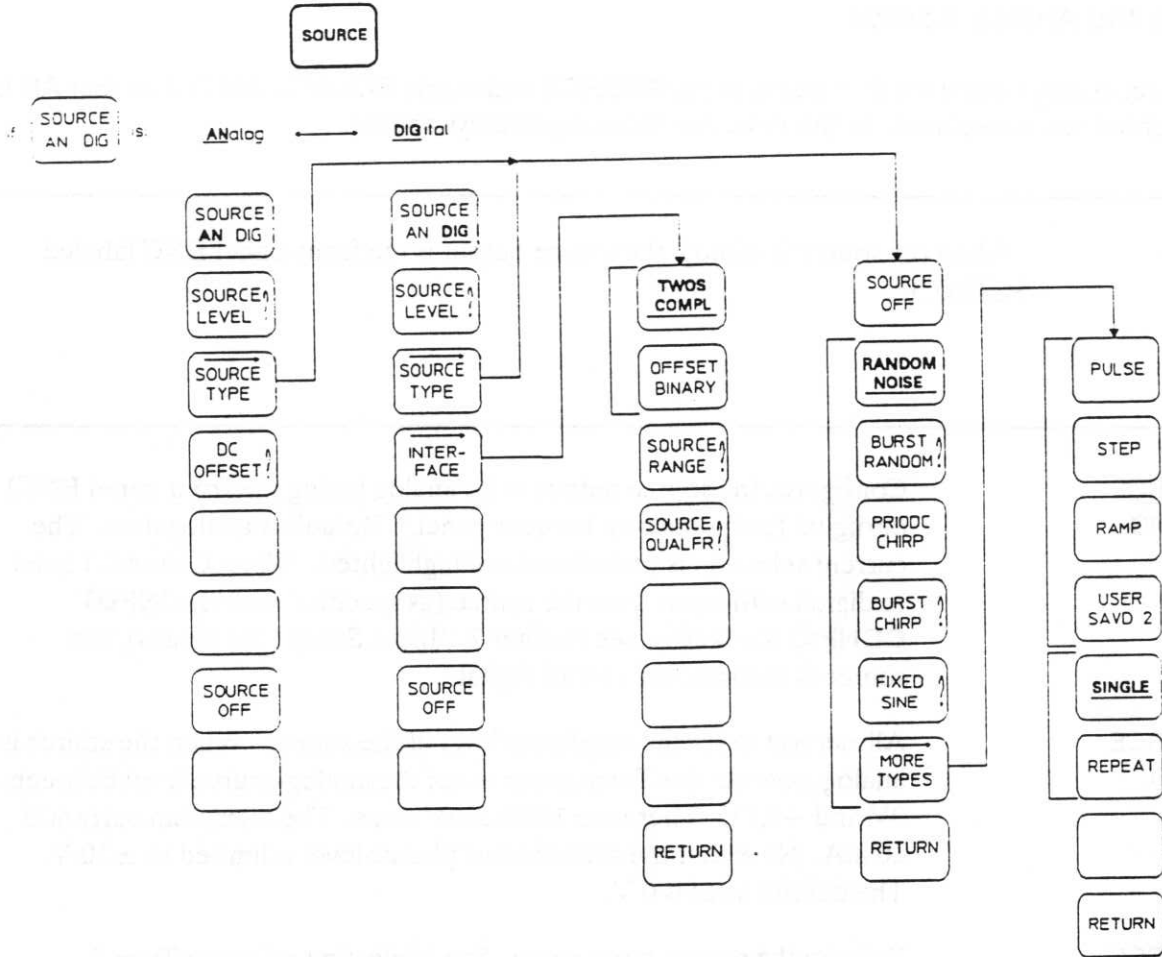 SOURCE
SOURCE
AN DIG
is:
ANalog
DIGital
SOURCE
AN DIG
SOURCE
LEVEL
SOURCE
TYPE
DC
OFFSET
SOURCE
OFF
SOURCE
AN DIG
SOURCE
LEVEL
SOURCE
TYPE
INTER-
FACE
SOURCE
OFF
TWOS
COMPL
OFFSET
BINARY
SOURCE
RANGE
SOURCE
QUALFR
RETURN
SOURCE
OFF
RANDOM
NOISE
BURST
RANDOM
PRIODC
CHIRP
BURST
CHIRP
FIXED
SINE
MORE
TYPES
RETURN
PULSE
STEP
RAMP
USER
SAVD 2
SINGLE
REPEAT
RETURN